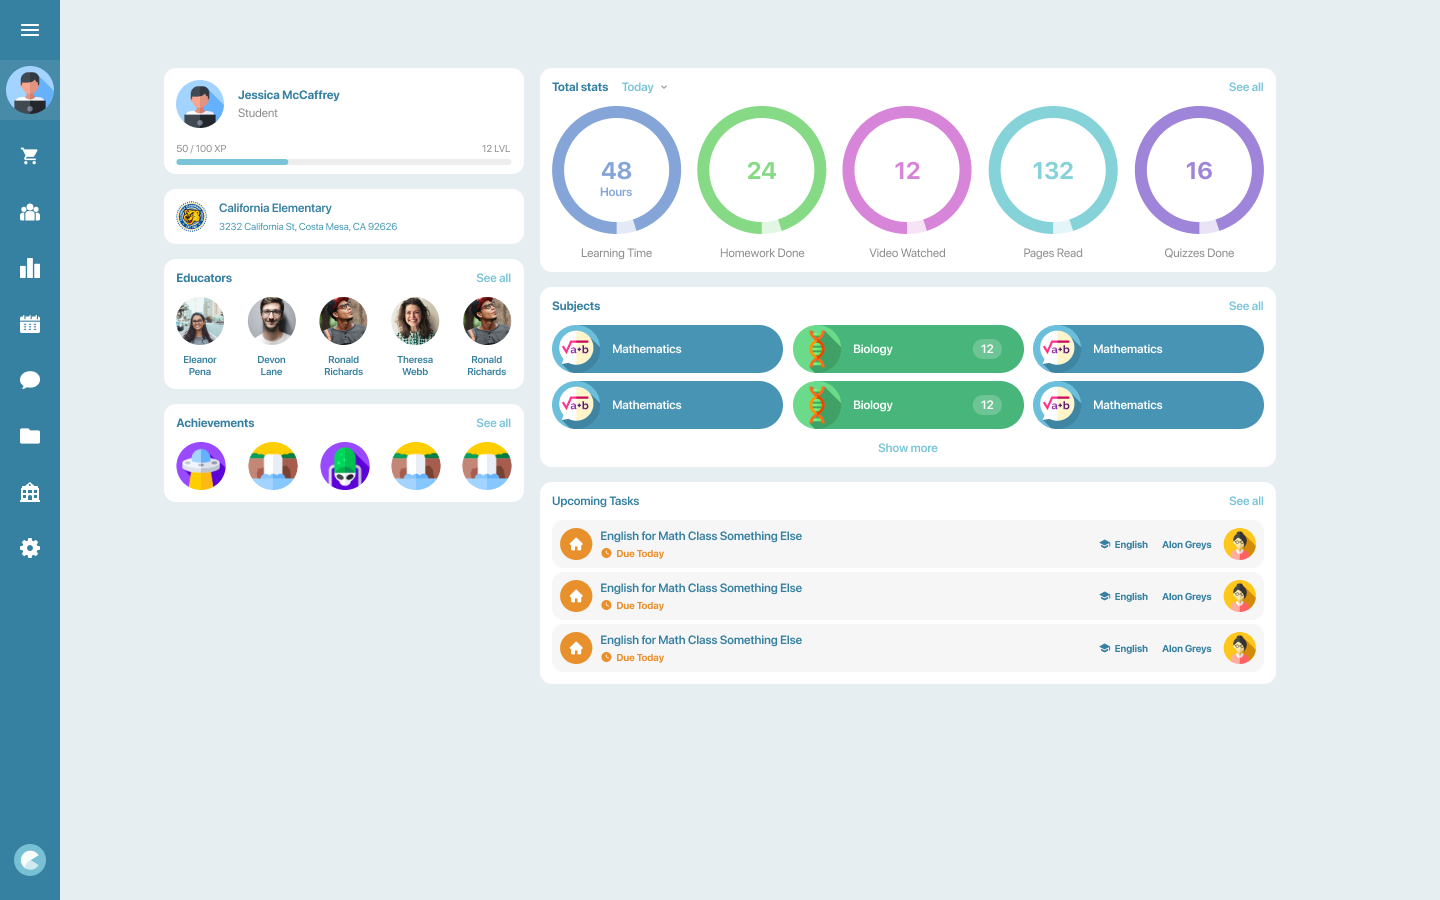 Jessica McCaffrey
Student
50 / 100 XP
12 LVL
California Elementary
3232 California St, Costa Mesa, CA 92626
Educators
See all
Eleanor
Pena
Devon
Lane
Ronald
Richards
Theresa
Webb
Ronald
Richards
Achievements
See all
Total stats
Today
See all
48
Hours
24
12
132
16
Learning Time
Homework Done
Video Watched
Pages Read
Quizzes Done
Subjects
See all
√a+b
Mathematics
Biology
12
√a+b
Mathematics
√a+b
Mathematics
Biology
12
√a+b
Mathematics
Show more
Upcoming Tasks
See all
English for Math Class Something Else
Due Today
English
Alon Greys
English for Math Class Something Else
Due Today
English
Alon Greys
English for Math Class Something Else
Due Today
English
Alon Greys